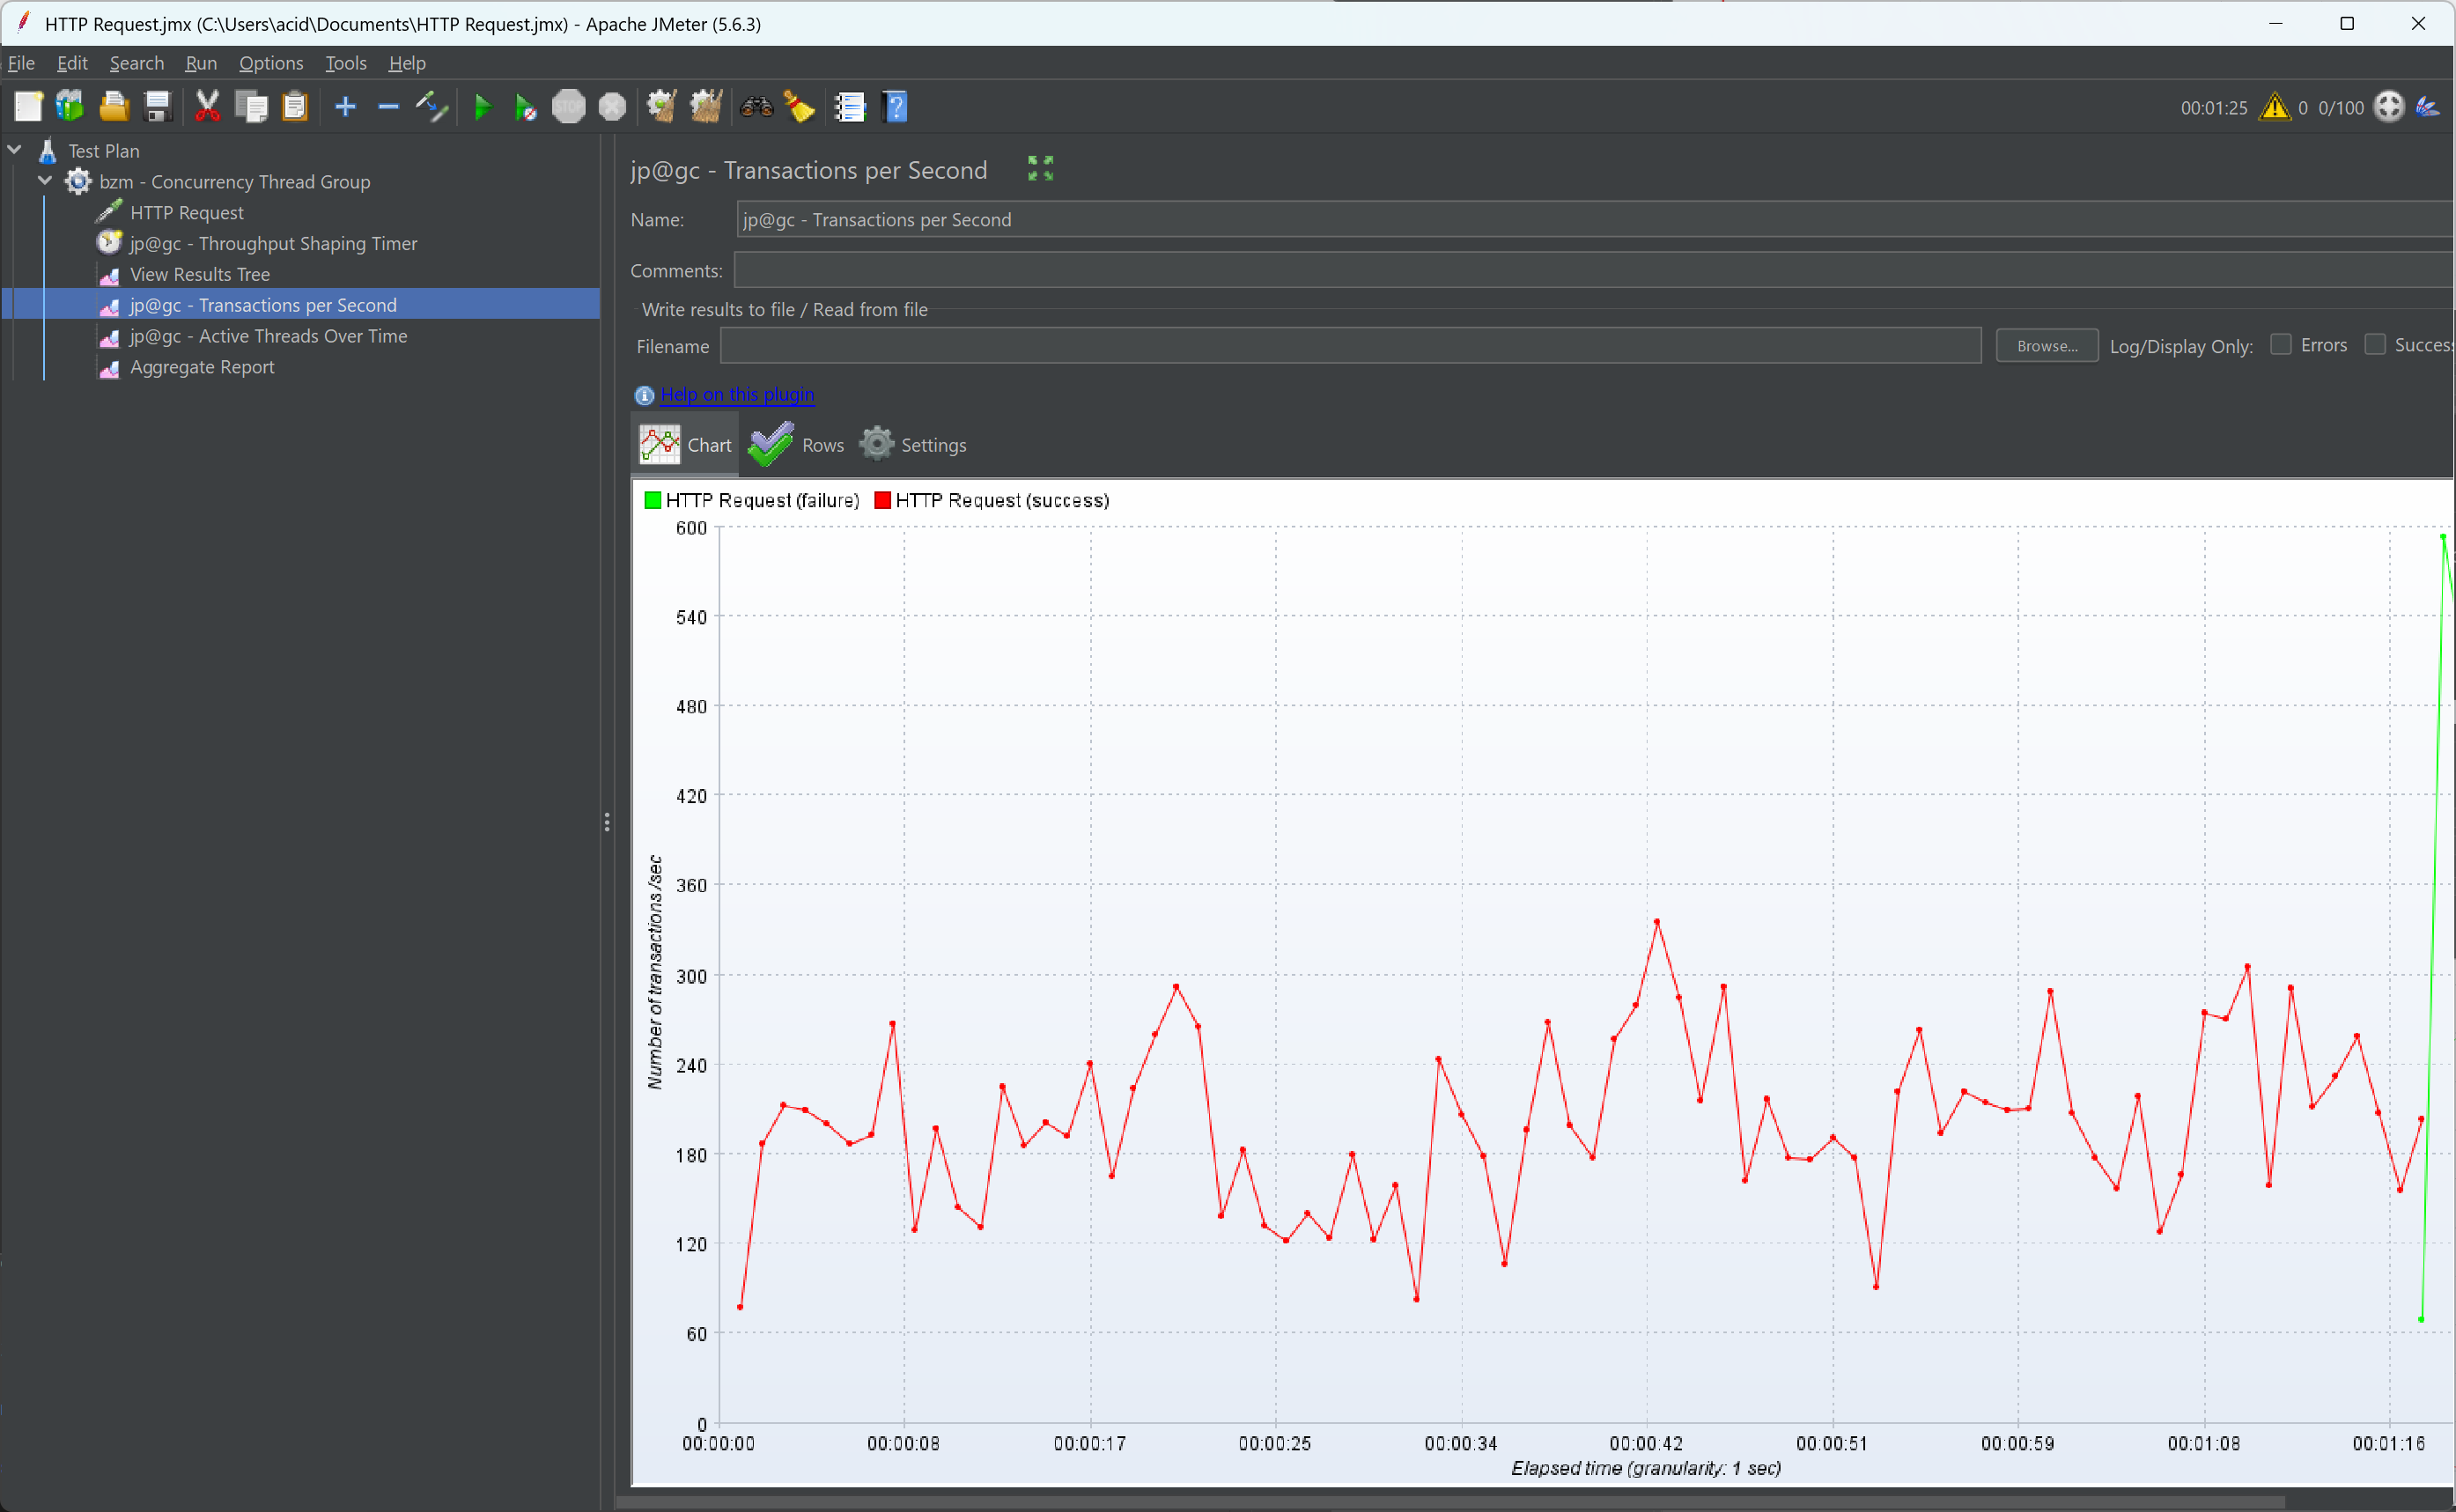 HTTP Request.jmx (C:\Users\acid\Documents\HTTP Request.jmx) - Apache JMeter (5.6.3)
File Edit Search Run Options Tools Help
STOP
00:01:25 0 0/100
Test Plan
bzm - Concurrency Thread Group
HTTP Request
jp@gc - Throughput Shaping Timer
View Results Tree
jp@gc - Transactions per Second
jp@gc - Active Threads Over Time
Aggregate Report
jp@gc - Transactions per Second
Name: jp@gc - Transactions per Second
Comments:
Write results to file / Read from file
Filename Browse... Log/Display Only: Errors Success
Help on this plugin
Chart Rows Settings
HTTP Request (failure) HTTP Request (success)
600
540
480
420
360
300
240
180
120
60
0
Number of transactions /sec
00:00:00 00:00:08 00:00:17 00:00:25 00:00:34 00:00:42 00:00:51 00:00:59 00:01:08 00:01:16
Elapsed time (granularity: 1 sec)